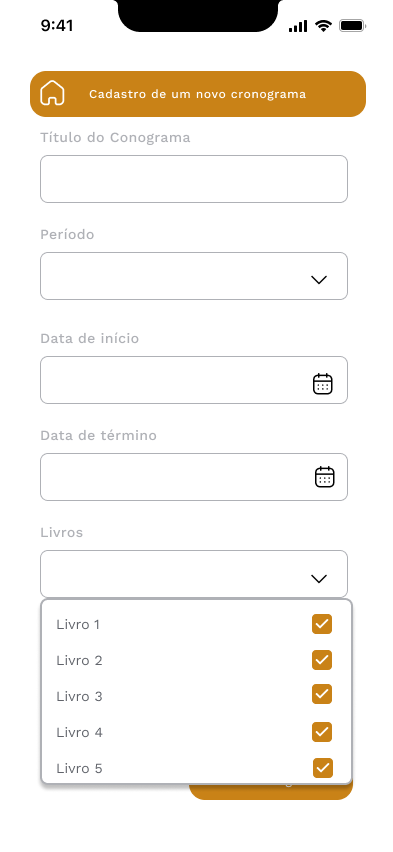 9:41
Cadastro de um novo cronograma
Título do Conograma
Período
Data de início
Data de término
Livros
Livro 1
Livro 2
Livro 3
Livro 4
Livro 5